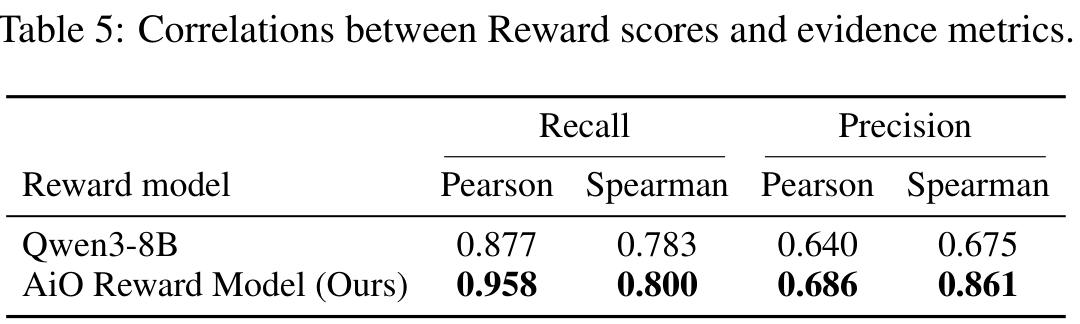 Table 5: Correlations between Reward scores and evidence metrics.
Recall Precision
Reward model Pearson Spearman Pearson Spearman
Qwen3-8B 0.877 0.783 0.640 0.675
AiO Reward Model (Ours) 0.958 0.800 0.686 0.861